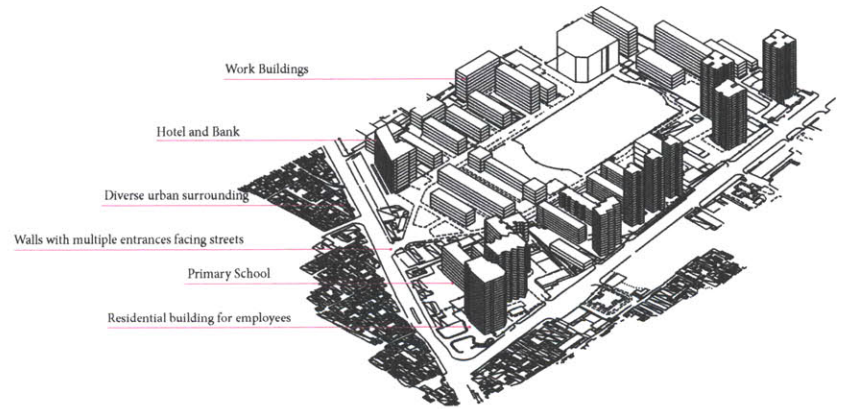 Work Buildings
Hotel and Bank
Diverse urban surrounding
Walls with multiple entrances facing streets
Primary School
Residential building for employees